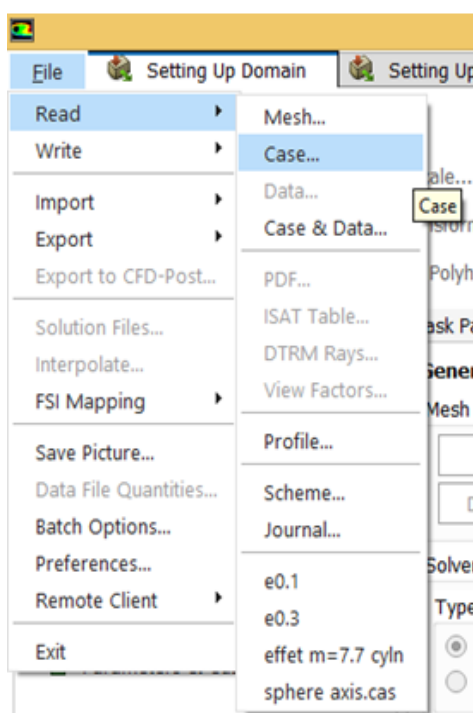 File Setting Up Domain Setting Up
Read
Write
Import
Export
Export to CFD-Post...
Solution Files...
Interpolate...
FSI Mapping
Save Picture...
Data File Quantities...
Batch Options...
Preferences...
Remote Client
Exit
Mesh...
Case...
Data...
Case & Data...
PDF...
ISAT Table...
DTRM Rays...
View Factors...
Profile...
Scheme...
Journal...
e0.1
e0.3
effet m=7.7 cyln
sphere axis.cas
ale...
Case
Mesh
Type